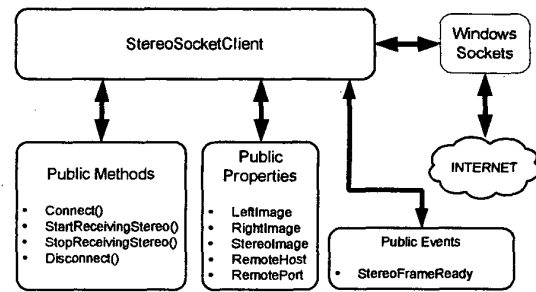 StereoSocketClient
Windows
Sockets
INTERNET
Public Methods
• Connect()
• StartReceivingStereo()
• StopReceivingStereo()
• Disconnect()
Public
Properties
• LeftImage
• RightImage
• StereoImage
• RemoteHost
• RemotePort
Public Events
• StereoFrameReady